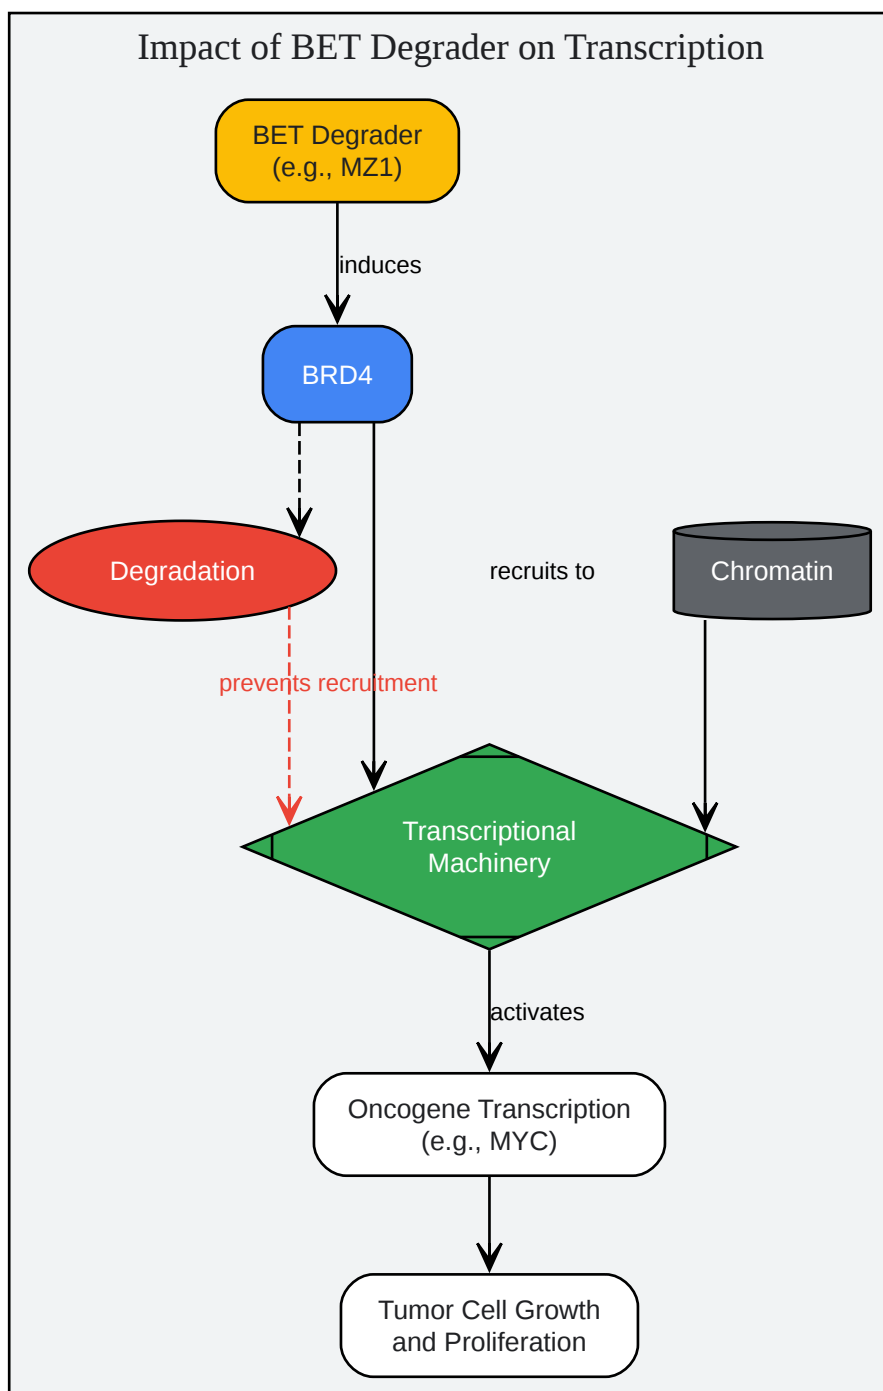 Impact of BET Degrader on Transcription
BET Degrader
(e.g., MZ1)
induces
BRD4
Degradation
recruits to
Chromatin
prevents recruitment
Transcriptional
Machinery
activates
Oncogene Transcription
(e.g., MYC)
Tumor Cell Growth
and Proliferation